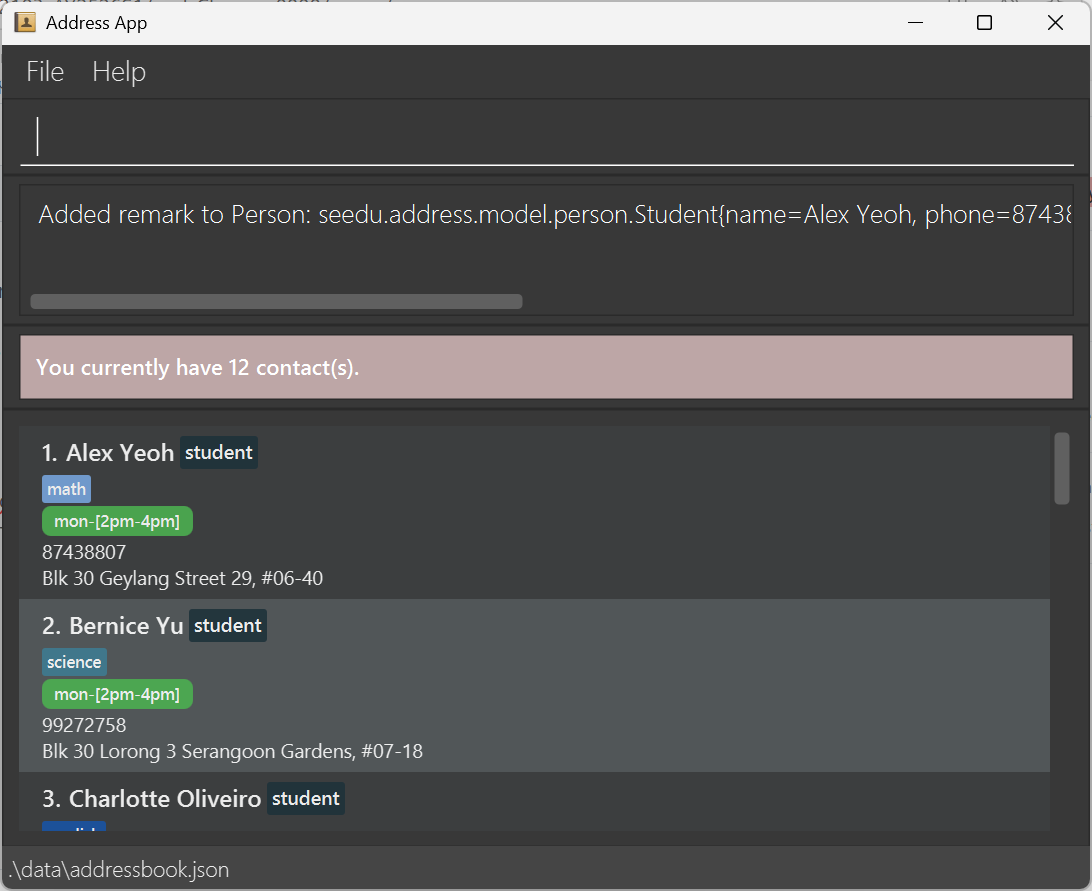 Address App
File Help
Added remark to Person: seedu.address.model.person.Student{name=Alex Yeoh, phone=87438
You currently have 12 contact(s).
1. Alex Yeoh student
math
mon-[2pm-4pm]
87438807
Blk 30 Geylang Street 29, #06-40
2. Bernice Yu student
science
mon-[2pm-4pm]
99272758
Blk 30 Lorong 3 Serangoon Gardens, #07-18
3. Charlotte Oliveiro student
.\data\addressbook.json